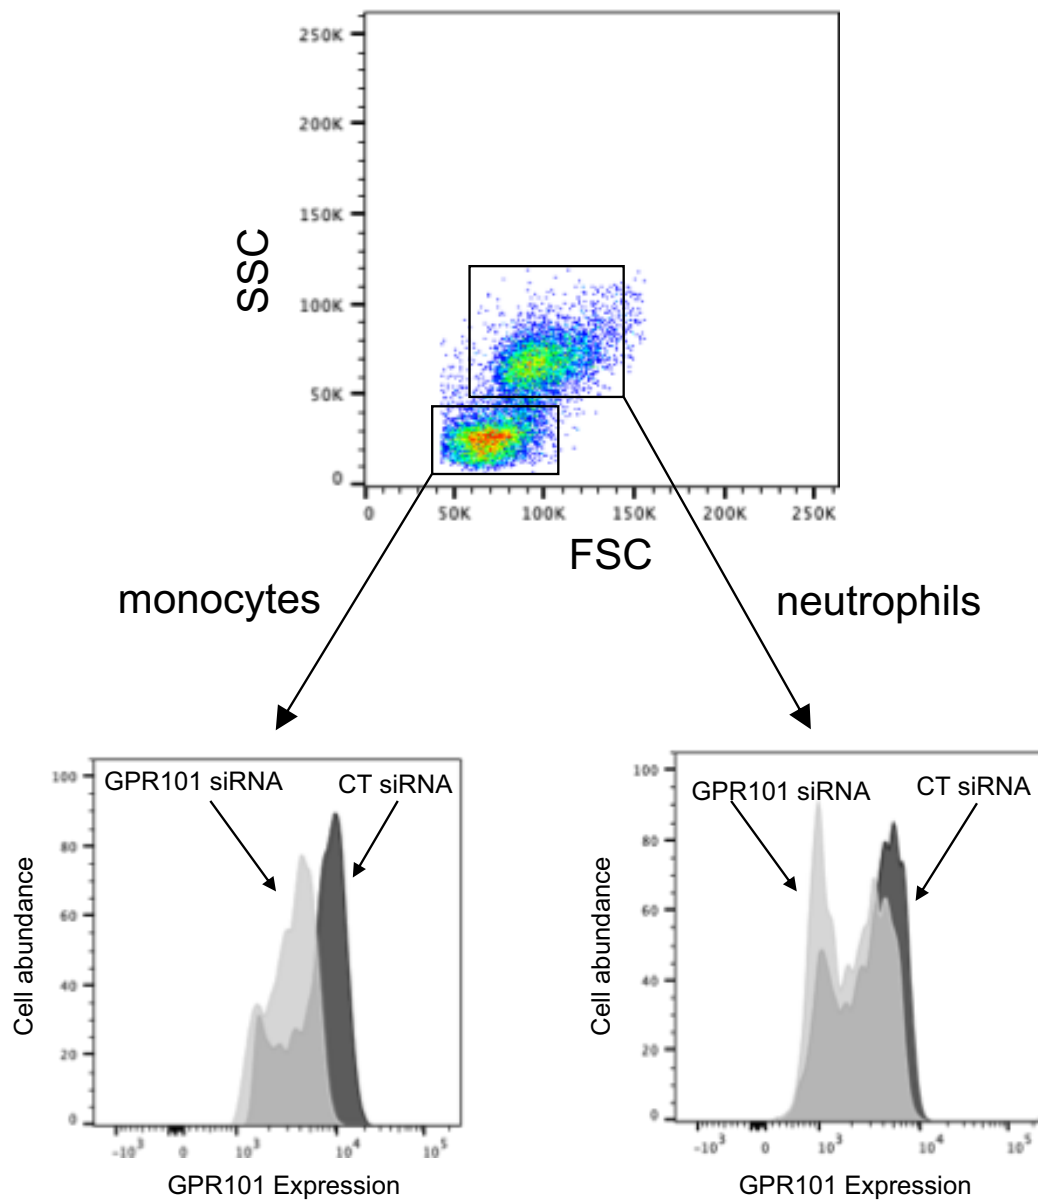 250K
200K
150K
100K
50K
0
SSC
0 50K 100K 150K 200K 250K
FSC
monocytes
neutrophils
100
80
60
40
20
0
Cell abundance
GPR101 siRNA
CT siRNA
-10³ 0 10³ 10⁴ 10⁵
GPR101 Expression
100
80
60
40
20
0
Cell abundance
GPR101 siRNA
CT siRNA
-10³ 0 10³ 10⁴ 10⁵
GPR101 Expression